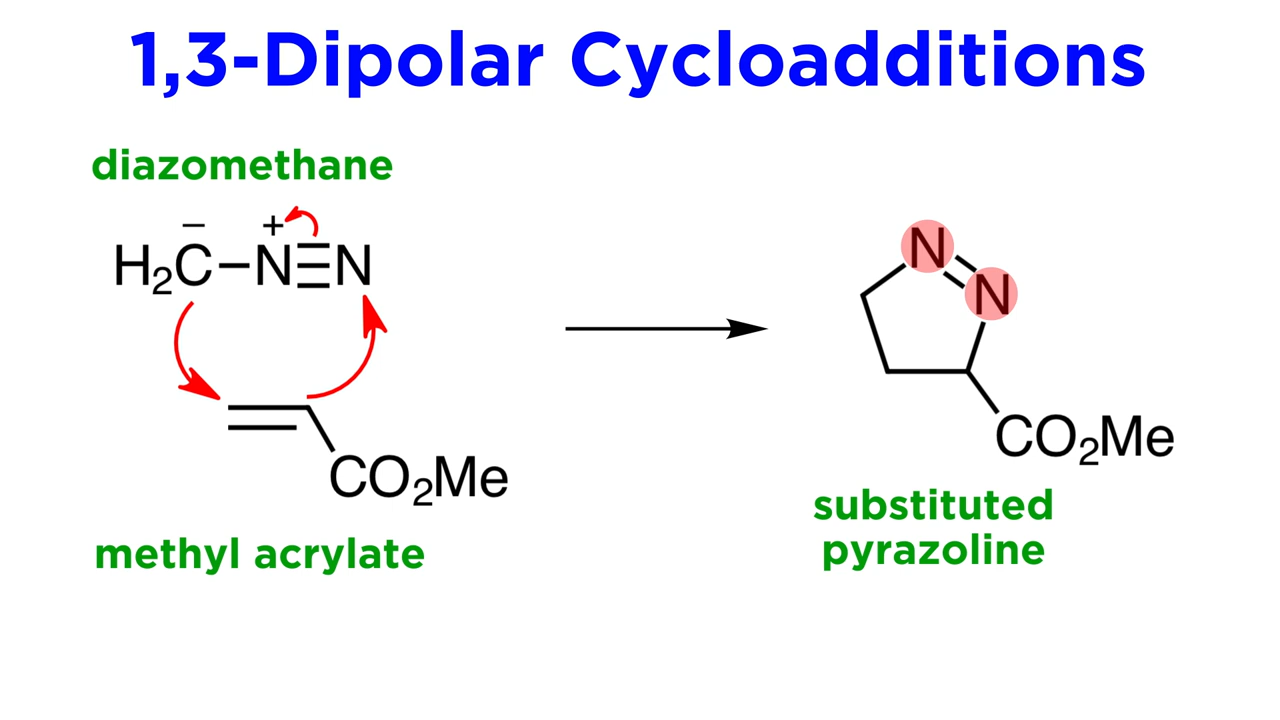 1,3-Dipolar Cycloadditions
diazomethane
− +
H₂C–N≡N
CO₂Me
methyl acrylate
N
N
CO₂Me
substituted
pyrazoline